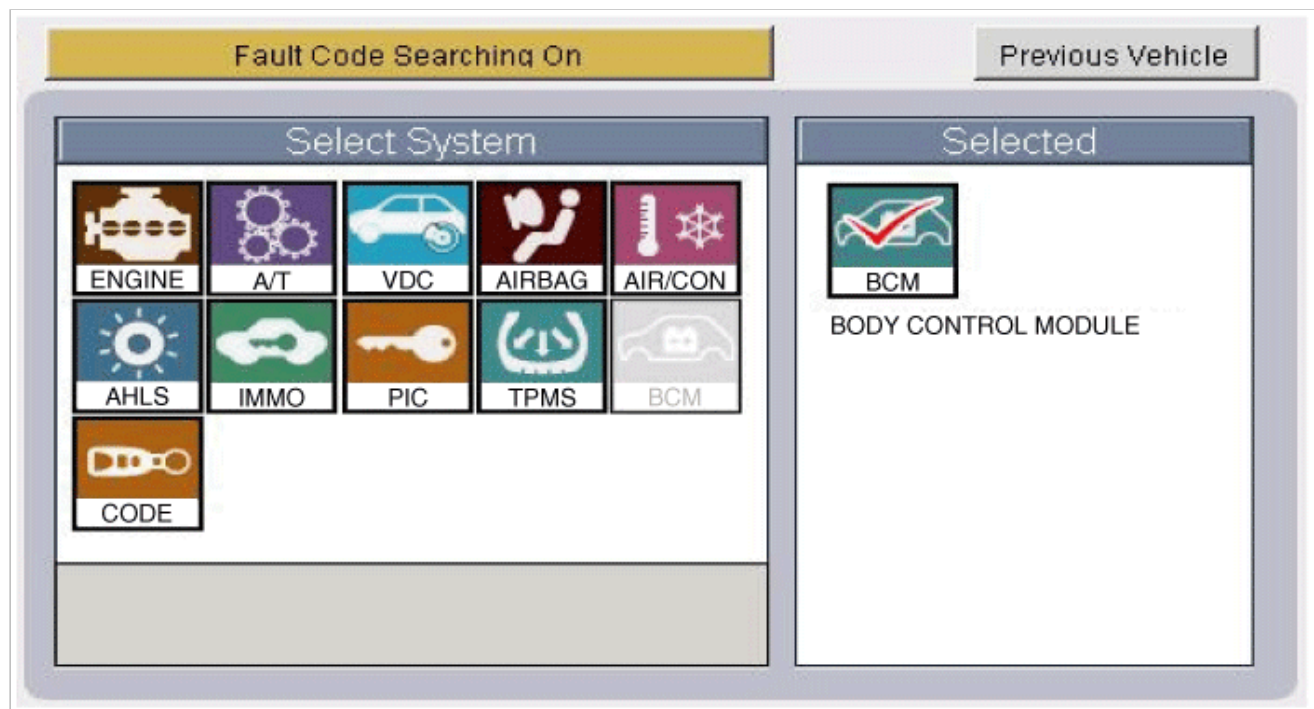 Fault Code Searching On
Previous Vehicle
Select System
Selected
ENGINE
A/T
VDC
AIRBAG
AIR/CON
BCM
BODY CONTROL MODULE
AHLS
IMMO
PIC
TPMS
BCM
CODE